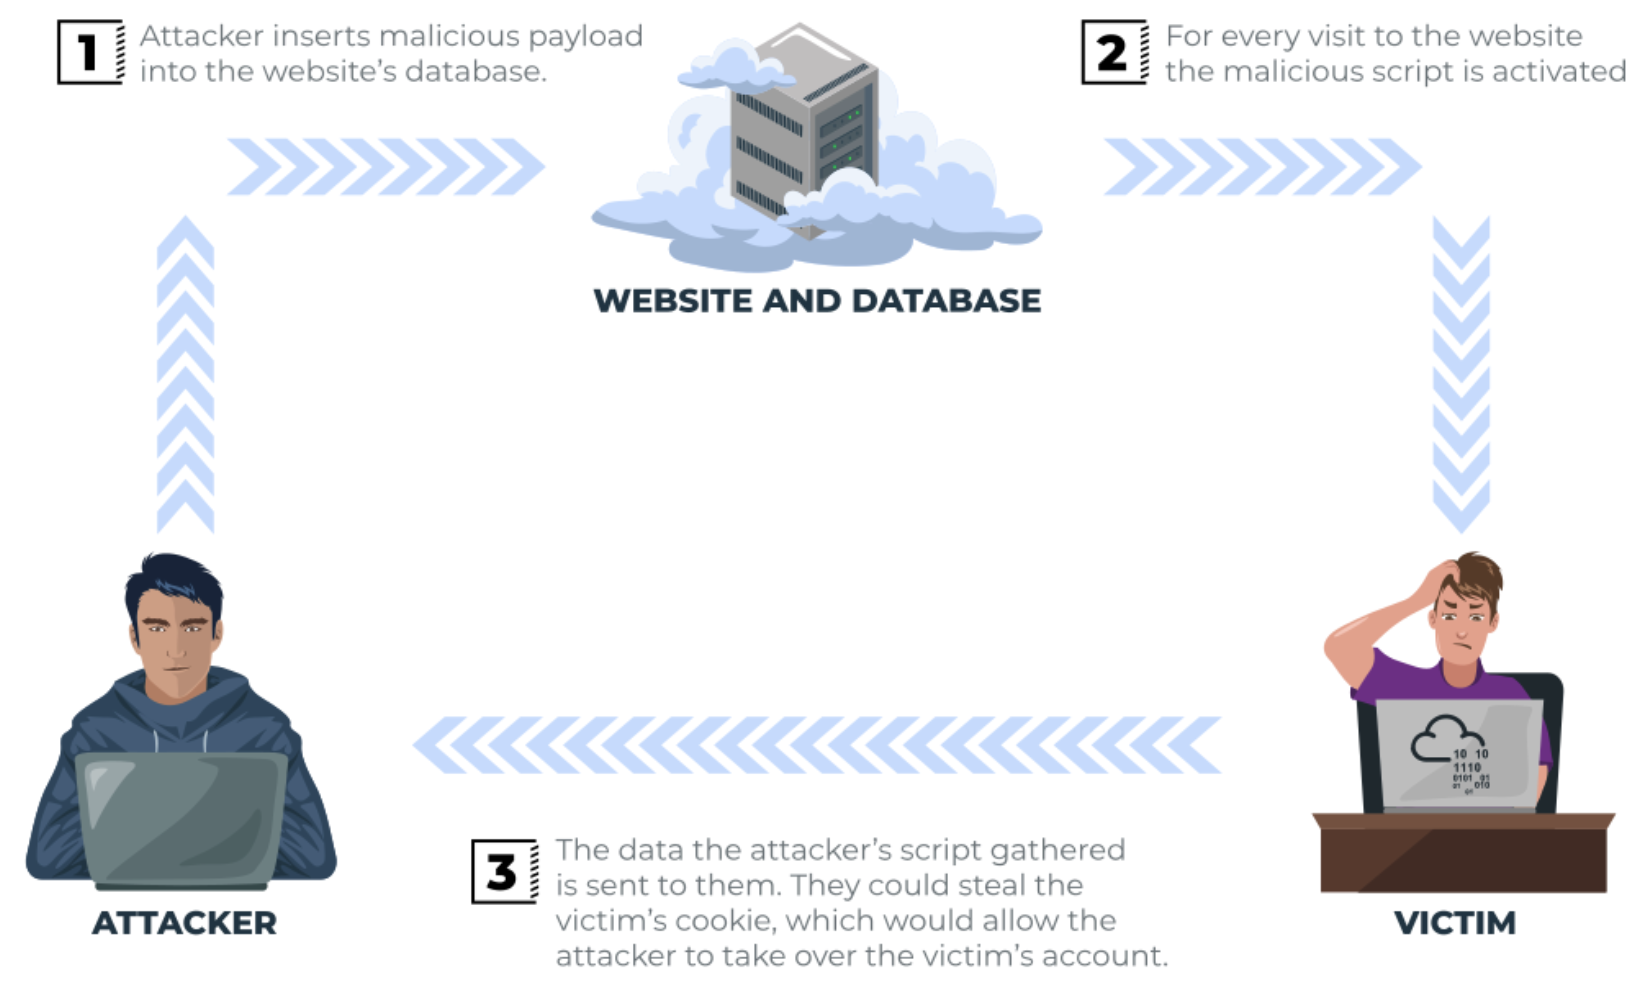 1
Attacker inserts malicious payload
into the website's database.
2
For every visit to the website
the malicious script is activated
WEBSITE AND DATABASE
10 10
1110
0101 01
01 010
01
ATTACKER
VICTIM
3
The data the attacker's script gathered
is sent to them. They could steal the
victim's cookie, which would allow the
attacker to take over the victim's account.